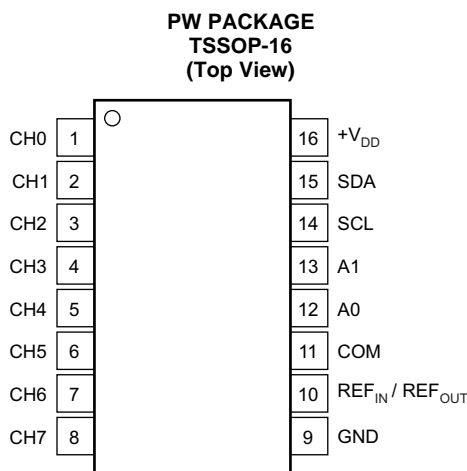 PW PACKAGE
TSSOP-16
(Top View)
CH0 1 16 +VDD
CH1 2 15 SDA
CH2 3 14 SCL
CH3 4 13 A1
CH4 5 12 A0
CH5 6 11 COM
CH6 7 10 REFIN / REFOUT
CH7 8 9 GND